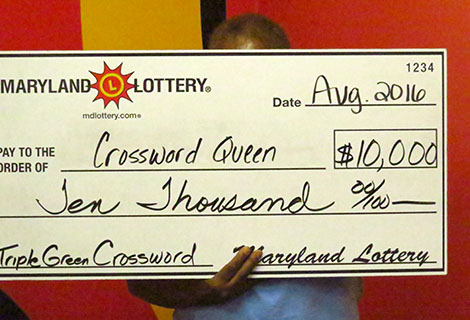 1234
MARYLAND L LOTTERY®
mdlottery.com®
Date Aug. 2016
PAY TO THE
ORDER OF Crossword Queen $10,000
Ten Thousand 00/100
Triple Green Crossword Maryland Lottery